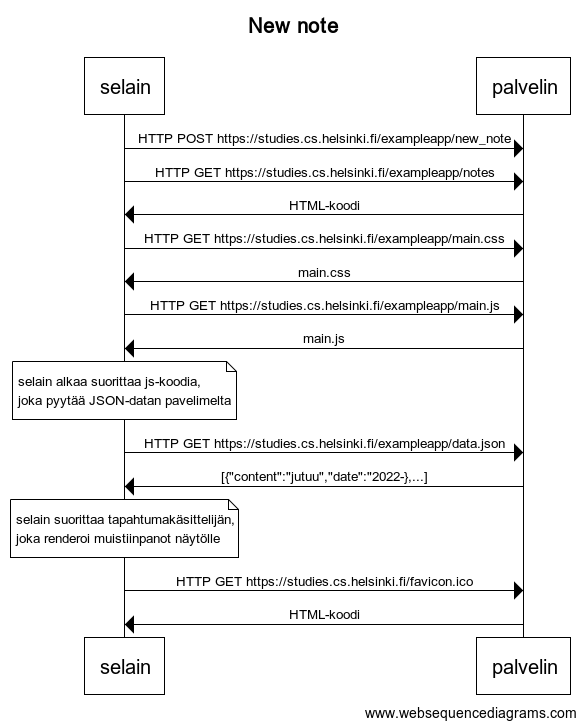 New note
selain
palvelin
HTTP POST https://studies.cs.helsinki.fi/exampleapp/new_note
HTTP GET https://studies.cs.helsinki.fi/exampleapp/notes
HTML-koodi
HTTP GET https://studies.cs.helsinki.fi/exampleapp/main.css
main.css
HTTP GET https://studies.cs.helsinki.fi/exampleapp/main.js
main.js
selain alkaa suorittaa js-koodia,
joka pyytää JSON-datan pavelimelta
HTTP GET https://studies.cs.helsinki.fi/exampleapp/data.json
[{"content":"jutuu","date":"2022-},...]
selain suorittaa tapahtumakäsittelijän,
joka renderoi muistiinpanot näytölle
HTTP GET https://studies.cs.helsinki.fi/favicon.ico
HTML-koodi
selain
palvelin
www.websequencediagrams.com